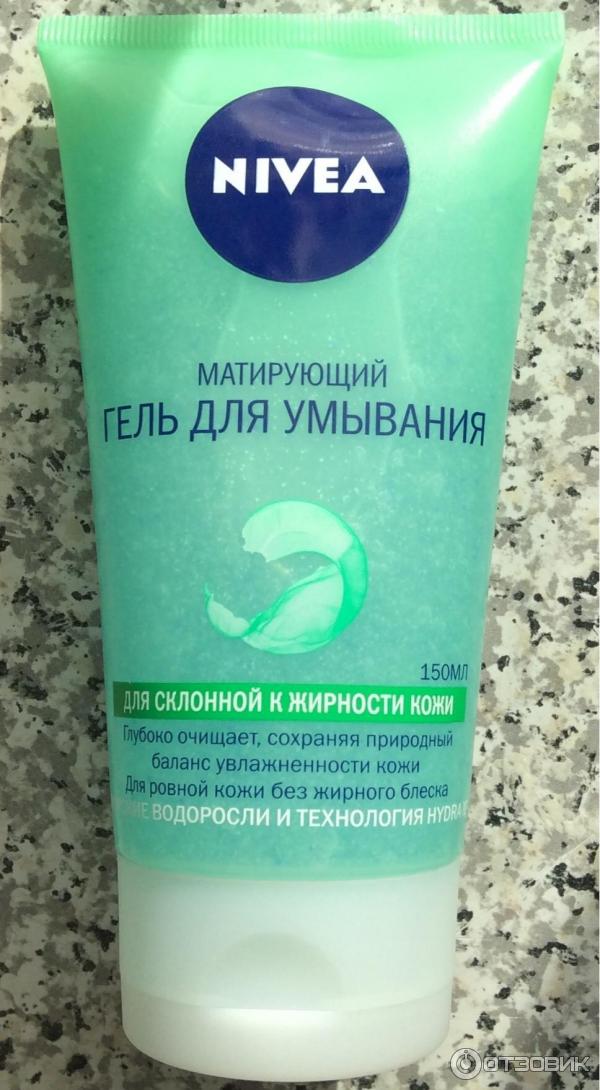 NIVEA
МАТИРУЮЩИЙ
ГЕЛЬ ДЛЯ УМЫВАНИЯ
150МЛ
ДЛЯ СКЛОННОЙ К ЖИРНОСТИ КОЖИ
Глубоко очищает, сохраняя природный
баланс увлажненности кожи
Для ровной кожи без жирного блеска
ВОДОРОСЛИ И ТЕХНОЛОГИЯ
ОТЗОВИК